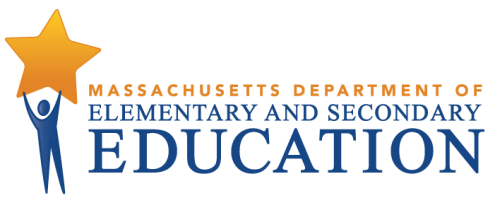 MASSACHUSETTS DEPARTMENT OF
ELEMENTARY AND SECONDARY
EDUCATION